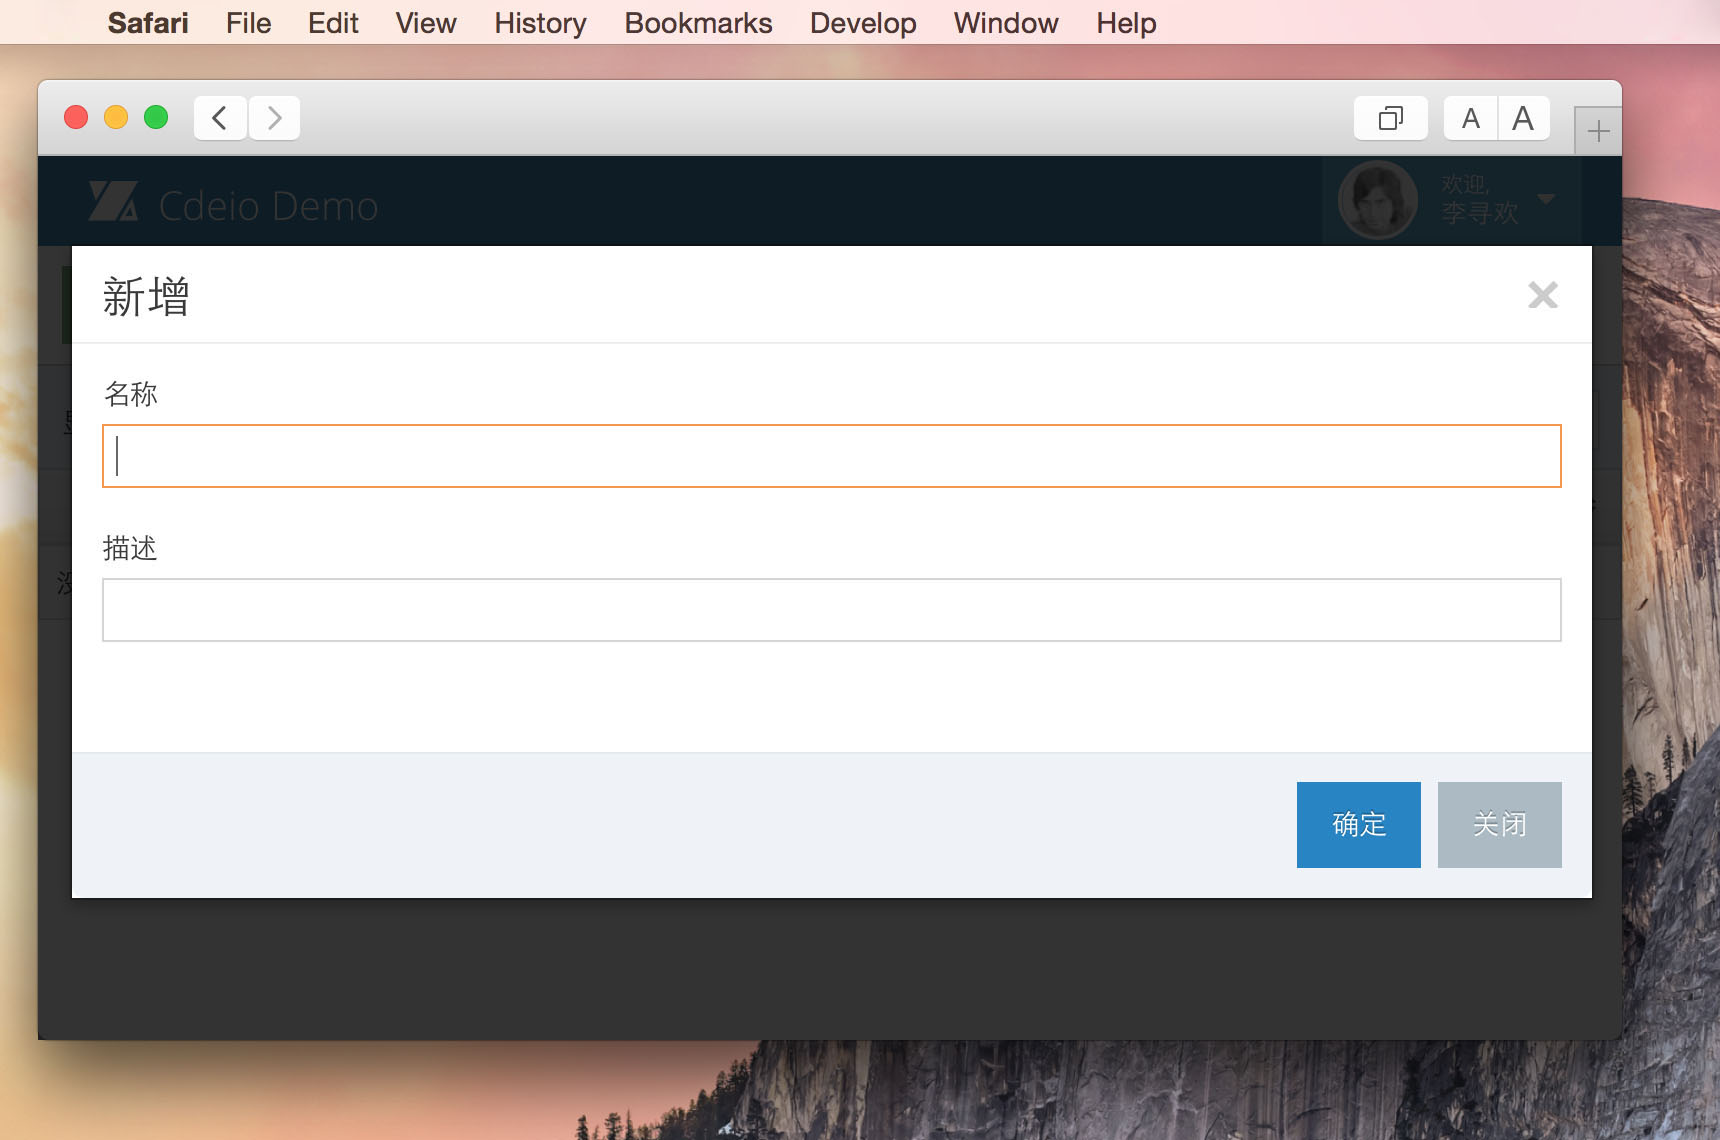 Safari File Edit View History Bookmarks Develop Window Help
A A
Cdeio Demo
欢迎,
李寻欢
新增
名称
描述
确定 关闭